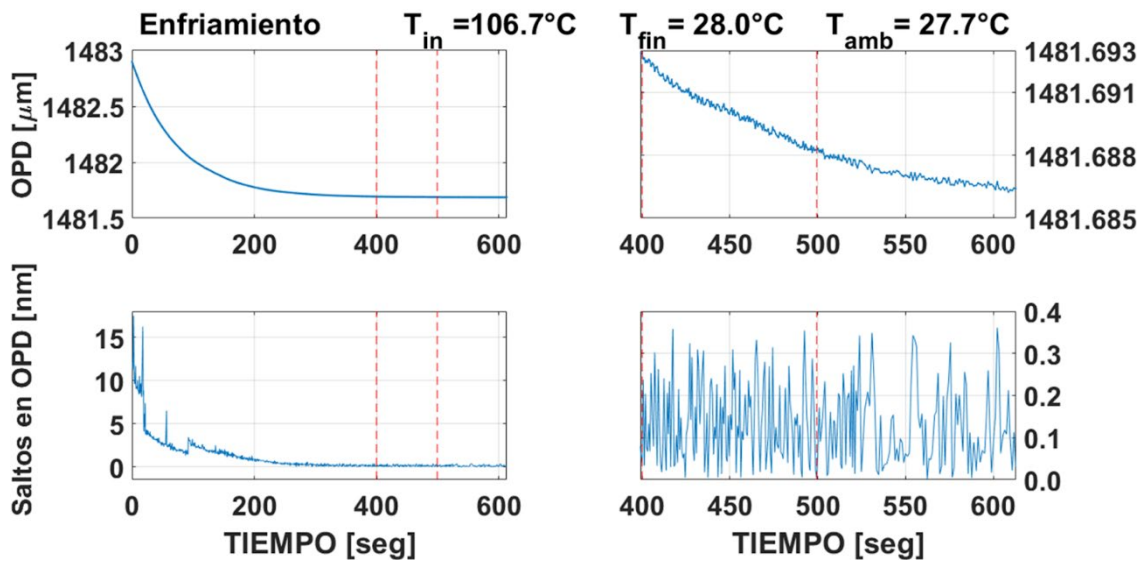 Enfriamiento T_in =106.7°C T_fin = 28.0°C T_amb = 27.7°C
OPD [μm]
1483
1482.5
1482
1481.5
0 200 400 600
1481.693
1481.691
1481.688
1481.685
400 450 500 550 600
Saltos en OPD [nm]
15
10
5
0
0 200 400 600
TIEMPO [seg]
0.4
0.3
0.2
0.1
0.0
400 450 500 550 600
TIEMPO [seg]